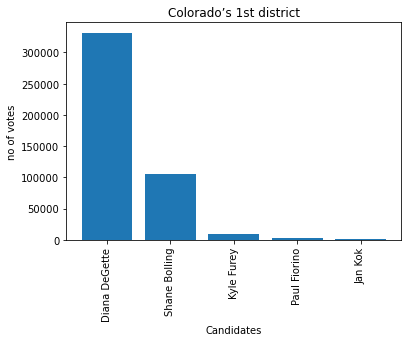 Colorado’s 1st district
no of votes
300000
250000
200000
150000
100000
50000
0
Diana DeGette
Shane Bolling
Kyle Furey
Paul Fiorino
Jan Kok
Candidates